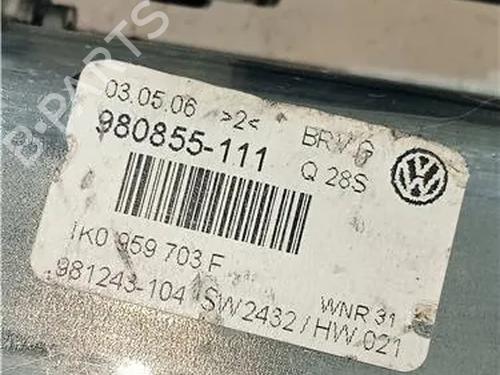 03.05.06 >2< BRV G
980855-111 Q 28S
1K0 959 703 F
981243-104 SW2432/HW 021
WNR 31
B-PARTS